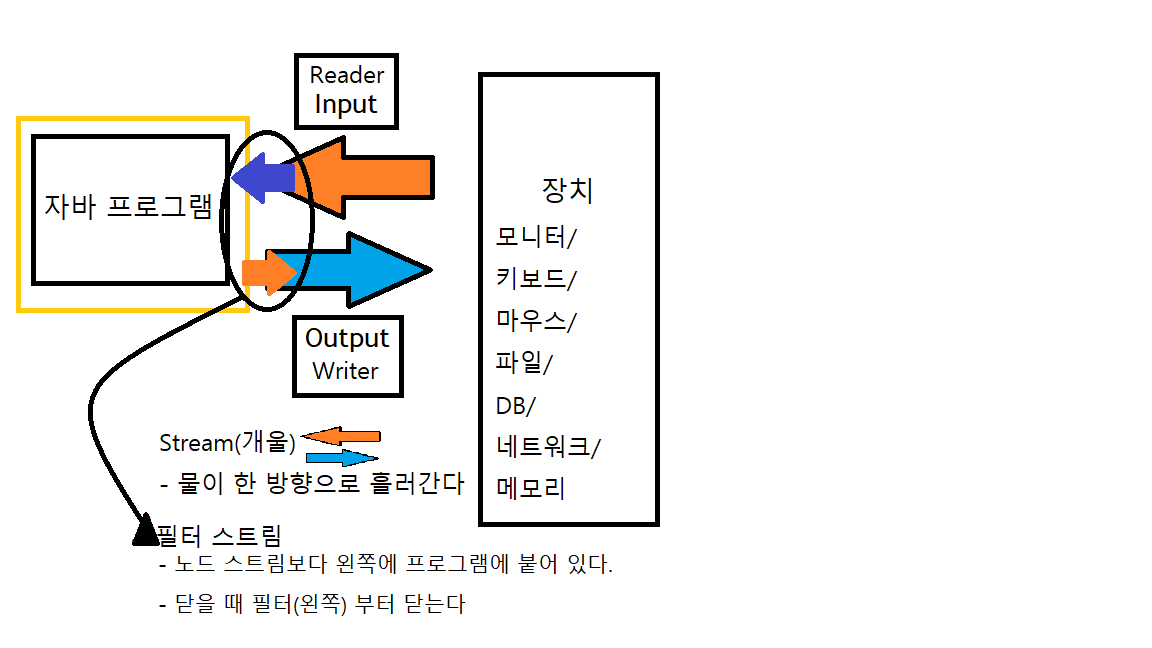 Reader
Input
자바 프로그램
Output
Writer
장치
모니터/
키보드/
마우스/
파일/
DB/
네트워크/
메모리
Stream(개울)
- 물이 한 방향으로 흘러간다
필터 스트림
- 노드 스트림보다 왼쪽에 프로그램에 붙어 있다.
- 닫을 때 필터(왼쪽) 부터 닫는다